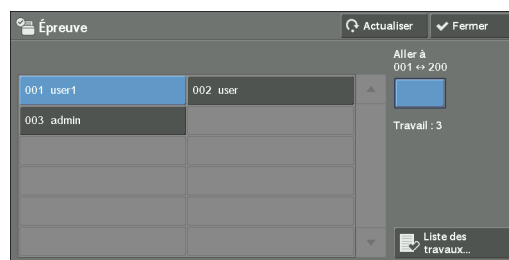 Épreuve
Actualiser
Fermer
Aller à
001 ↔ 200
001 user1
002 user
003 admin
Travail : 3
Liste des
travaux...